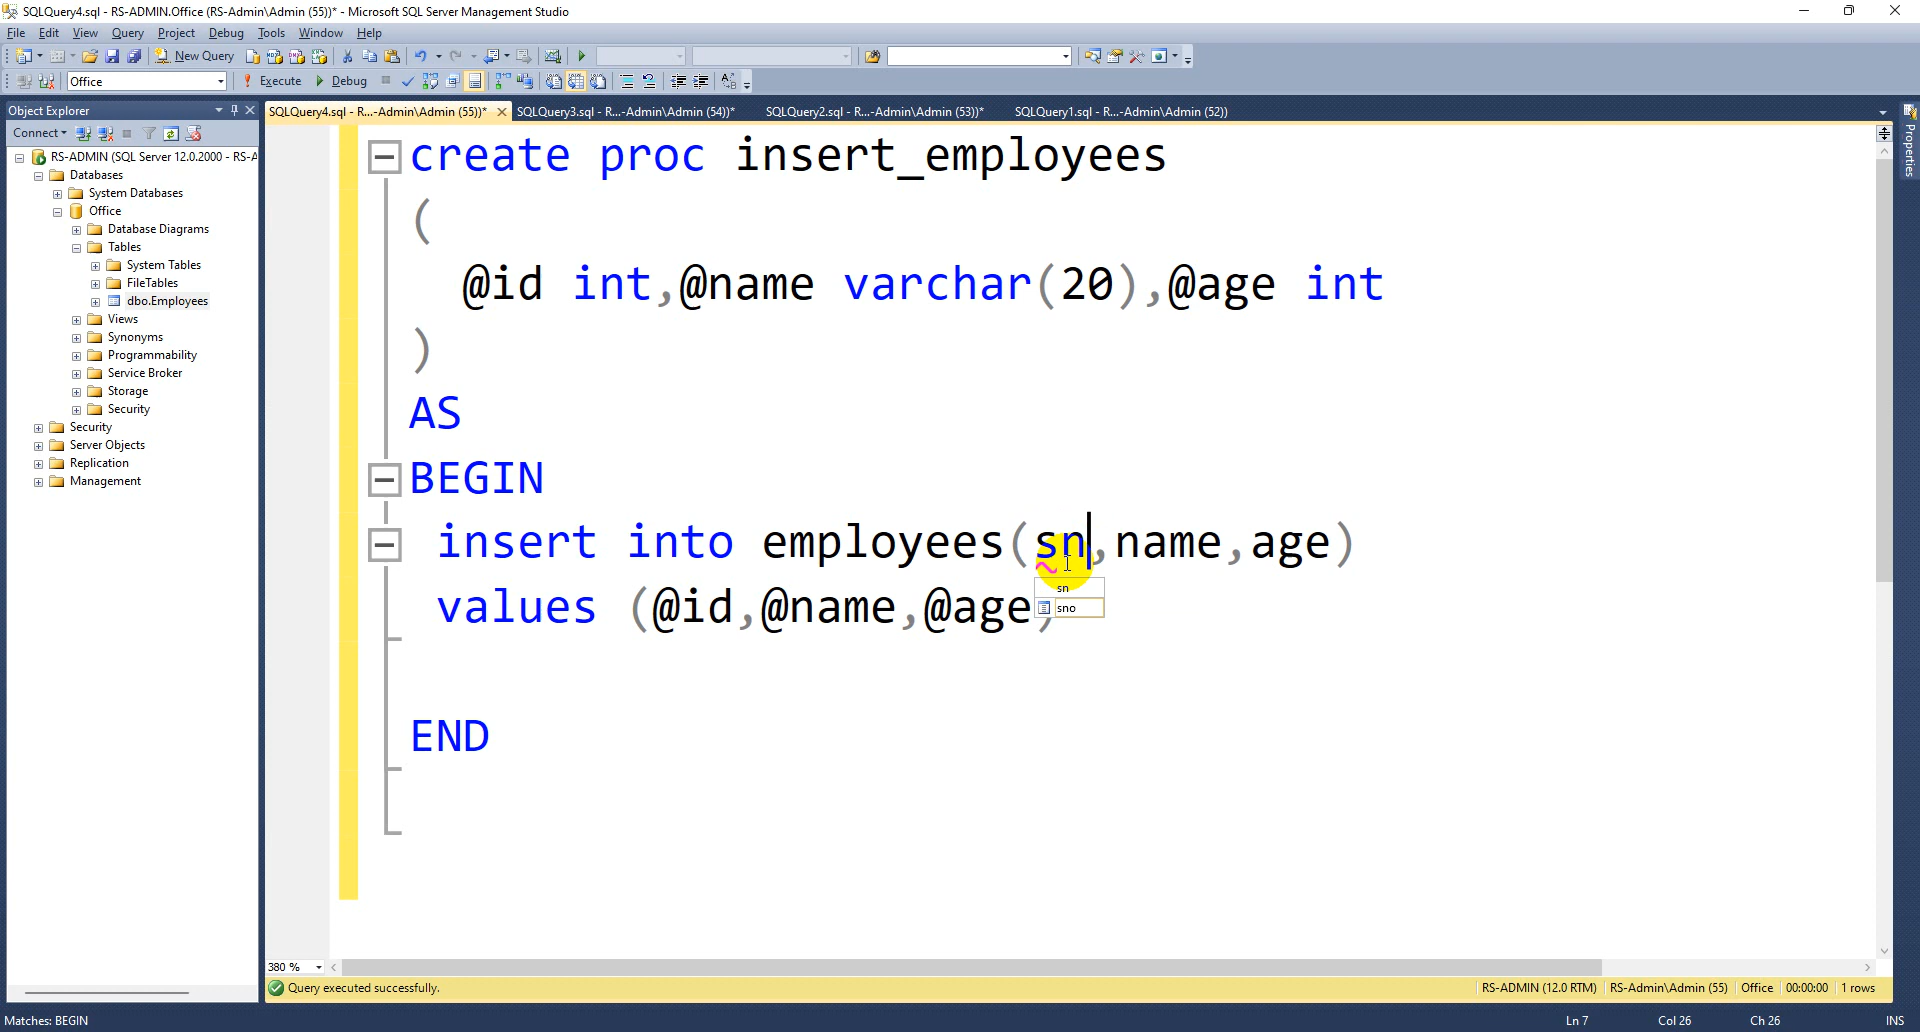 SQLQuery4.sql - RS-ADMIN.Office (RS-Admin\Admin (55))* - Microsoft SQL Server Management Studio
File Edit View Query Project Debug Tools Window Help
New Query
Office Execute Debug
Object Explorer
SQLQuery4.sql - R...-Admin\Admin (55))* SQLQuery3.sql - R...-Admin\Admin (54))* SQLQuery2.sql - R...-Admin\Admin (53))* SQLQuery1.sql - R...-Admin\Admin (52))
Connect
RS-ADMIN (SQL Server 12.0.2000 - RS-A
Databases
System Databases
Office
Database Diagrams
Tables
System Tables
FileTables
dbo.Employees
Views
Synonyms
Programmability
Service Broker
Storage
Security
Security
Server Objects
Replication
Management
create proc insert_employees
(
@id int,@name varchar(20),@age int
)
AS
BEGIN
insert into employees(sn,name,age)
values (@id,@name,@age)
sn
sno
END
Properties
380 %
Query executed successfully.
RS-ADMIN (12.0 RTM) RS-Admin\Admin (55) Office 00:00:00 1 rows
Matches: BEGIN
Ln 7 Col 26 Ch 26 INS